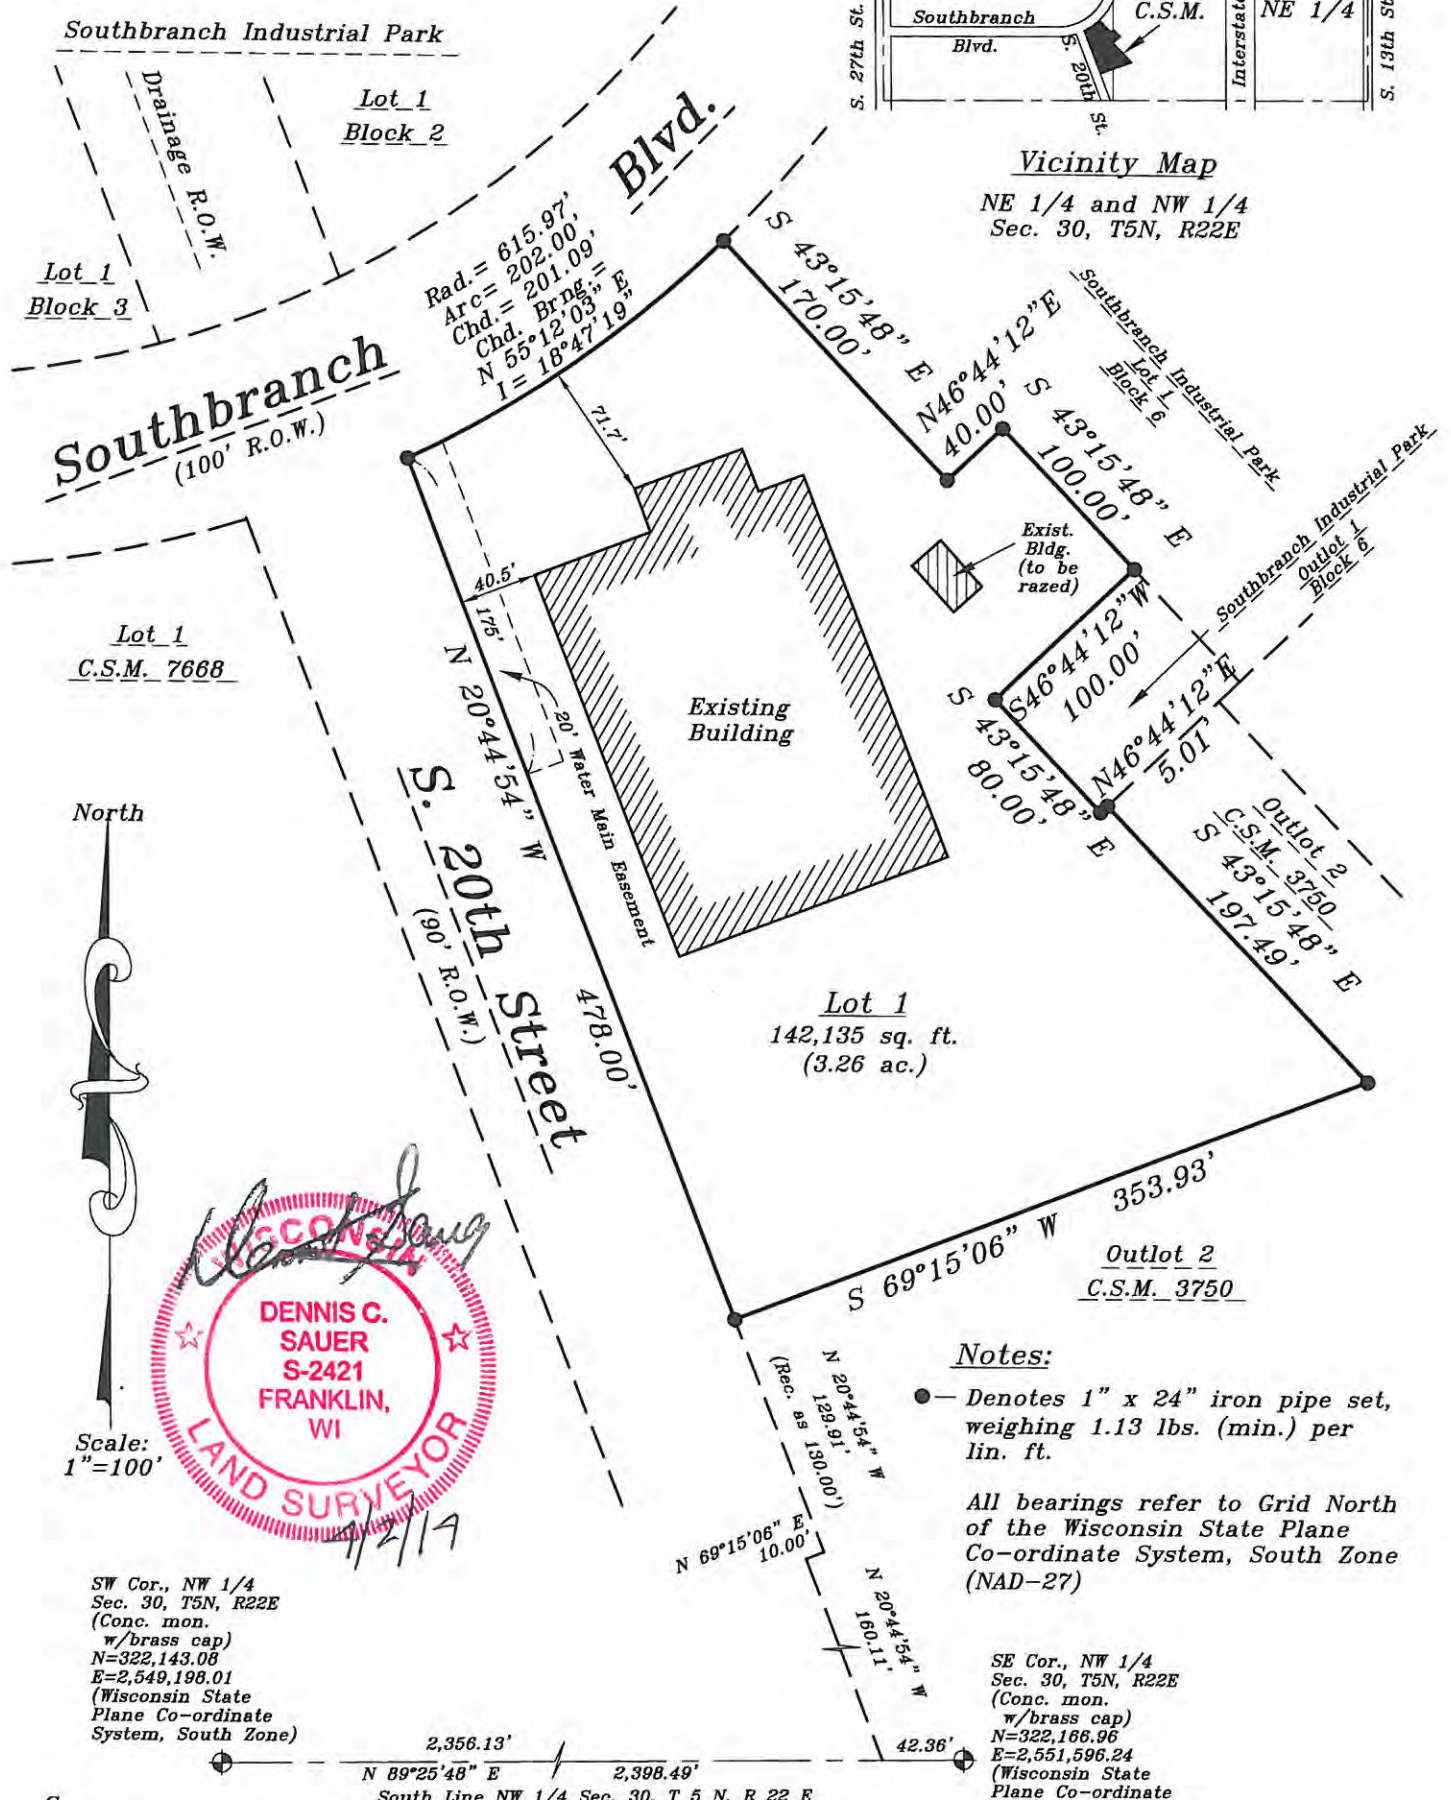 Southbranch Industrial Park
Drainage R.O.W.
Lot 1
Block 2
Lot 1
Block 3
Southbranch
Blvd.
(100' R.O.W.)
S. 27th St.
Southbranch
Blvd.
S. 20th
St.
C.S.M.
Interstate
NE 1/4
S. 13th St
Vicinity Map
NE 1/4 and NW 1/4
Sec. 30, T5N, R22E
Rad.= 615.97'
Arc= 202.00'
Chd.= 201.09'
Chd. Brng.=
N 55°12'03" E
I= 18°47'19"
S 43°15'48" E
170.00'
N46°44'12"E
40.00'
Southbranch Industrial Park
Lot 1
Block 6
S 43°15'48" E
100.00'
Southbranch Industrial Park
Outlot 1
Block 6
71.7'
Exist.
Bldg.
(to be
razed)
40.5'
175'
S46°44'12"W
100.00'
Lot 1
C.S.M. 7668
N 20°44'54" W
478.00'
20' Water Main Easement
Existing
Building
S 43°15'48" E
80.00'
N46°44'12"E
5.01'
Outlot 2
C.S.M. 3750
S 43°15'48" E
197.49'
S. 20th Street
(90' R.O.W.)
North
Lot 1
142,135 sq. ft.
(3.26 ac.)
S 69°15'06" W 353.93'
Outlot 2
C.S.M. 3750
WISCONSIN
DENNIS C.
SAUER
S-2421
FRANKLIN,
WI
LAND SURVEYOR
Scale:
1"=100'
N 20°44'54" W
129.91'
(Rec. as 130.00')
Notes:
Denotes 1" x 24" iron pipe set,
weighing 1.13 lbs. (min.) per
lin. ft.
All bearings refer to Grid North
of the Wisconsin State Plane
Co-ordinate System, South Zone
(NAD-27)
N 69°15'06" E
10.00'
N 20°44'54" W
160.11'
SW Cor., NW 1/4
Sec. 30, T5N, R22E
(Conc. mon.
w/brass cap)
N=322,143.08
E=2,549,198.01
(Wisconsin State
Plane Co-ordinate
System, South Zone)
SE Cor., NW 1/4
Sec. 30, T5N, R22E
(Conc. mon.
w/brass cap)
N=322,166.96
E=2,551,596.24
(Wisconsin State
Plane Co-ordinate
2,356.13'
42.36'
N 89°25'48" E 2,398.49'
South Line NW 1/4 Sec. 30, T 5 N, R 22 E